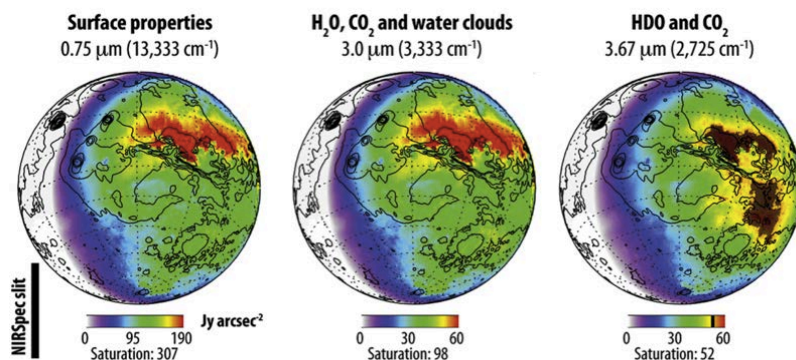 Surface properties
0.75 μm (13,333 cm⁻¹)
H₂O, CO₂ and water clouds
3.0 μm (3,333 cm⁻¹)
HDO and CO₂
3.67 μm (2,725 cm⁻¹)
NIRSpec slit
Jy arcsec⁻²
0 95 190
Saturation: 307
0 30 60
Saturation: 98
0 30 60
Saturation: 52